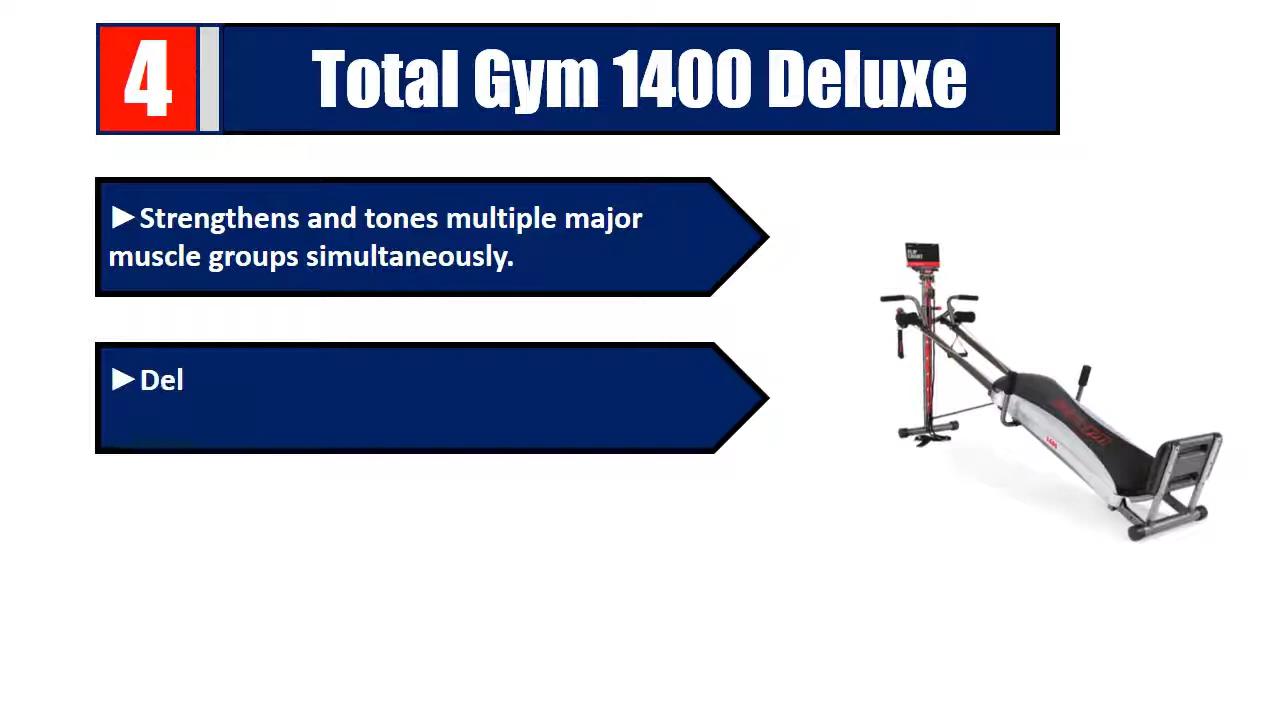 4
Total Gym 1400 Deluxe
►Strengthens and tones multiple major
muscle groups simultaneously.
►Del